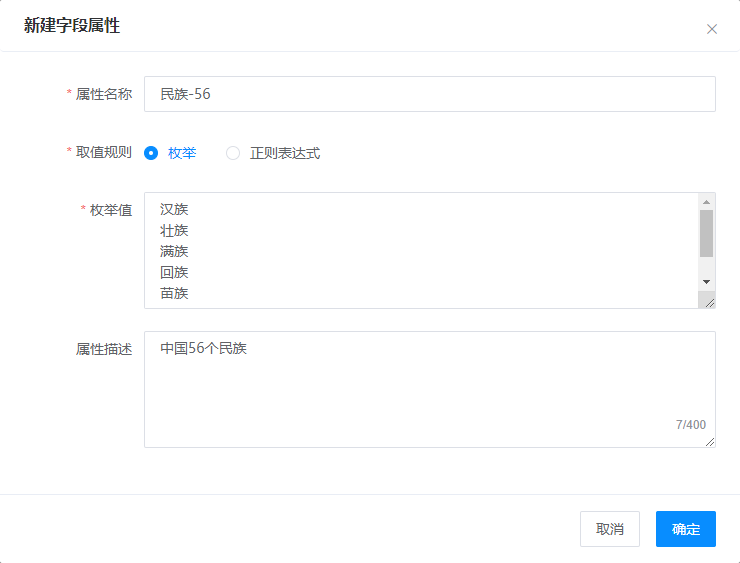 新建字段属性
* 属性名称 民族-56
* 取值规则 枚举 正则表达式
* 枚举值 汉族
壮族
满族
回族
苗族
属性描述 中国56个民族
7/400
取消 确定